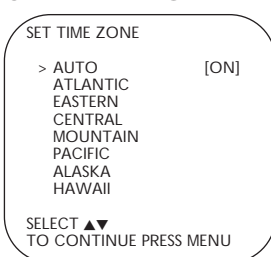 SET TIME ZONE
> AUTO [ON]
ATLANTIC
EASTERN
CENTRAL
MOUNTAIN
PACIFIC
ALASKA
HAWAII
SELECT ▲▼
TO CONTINUE PRESS MENU